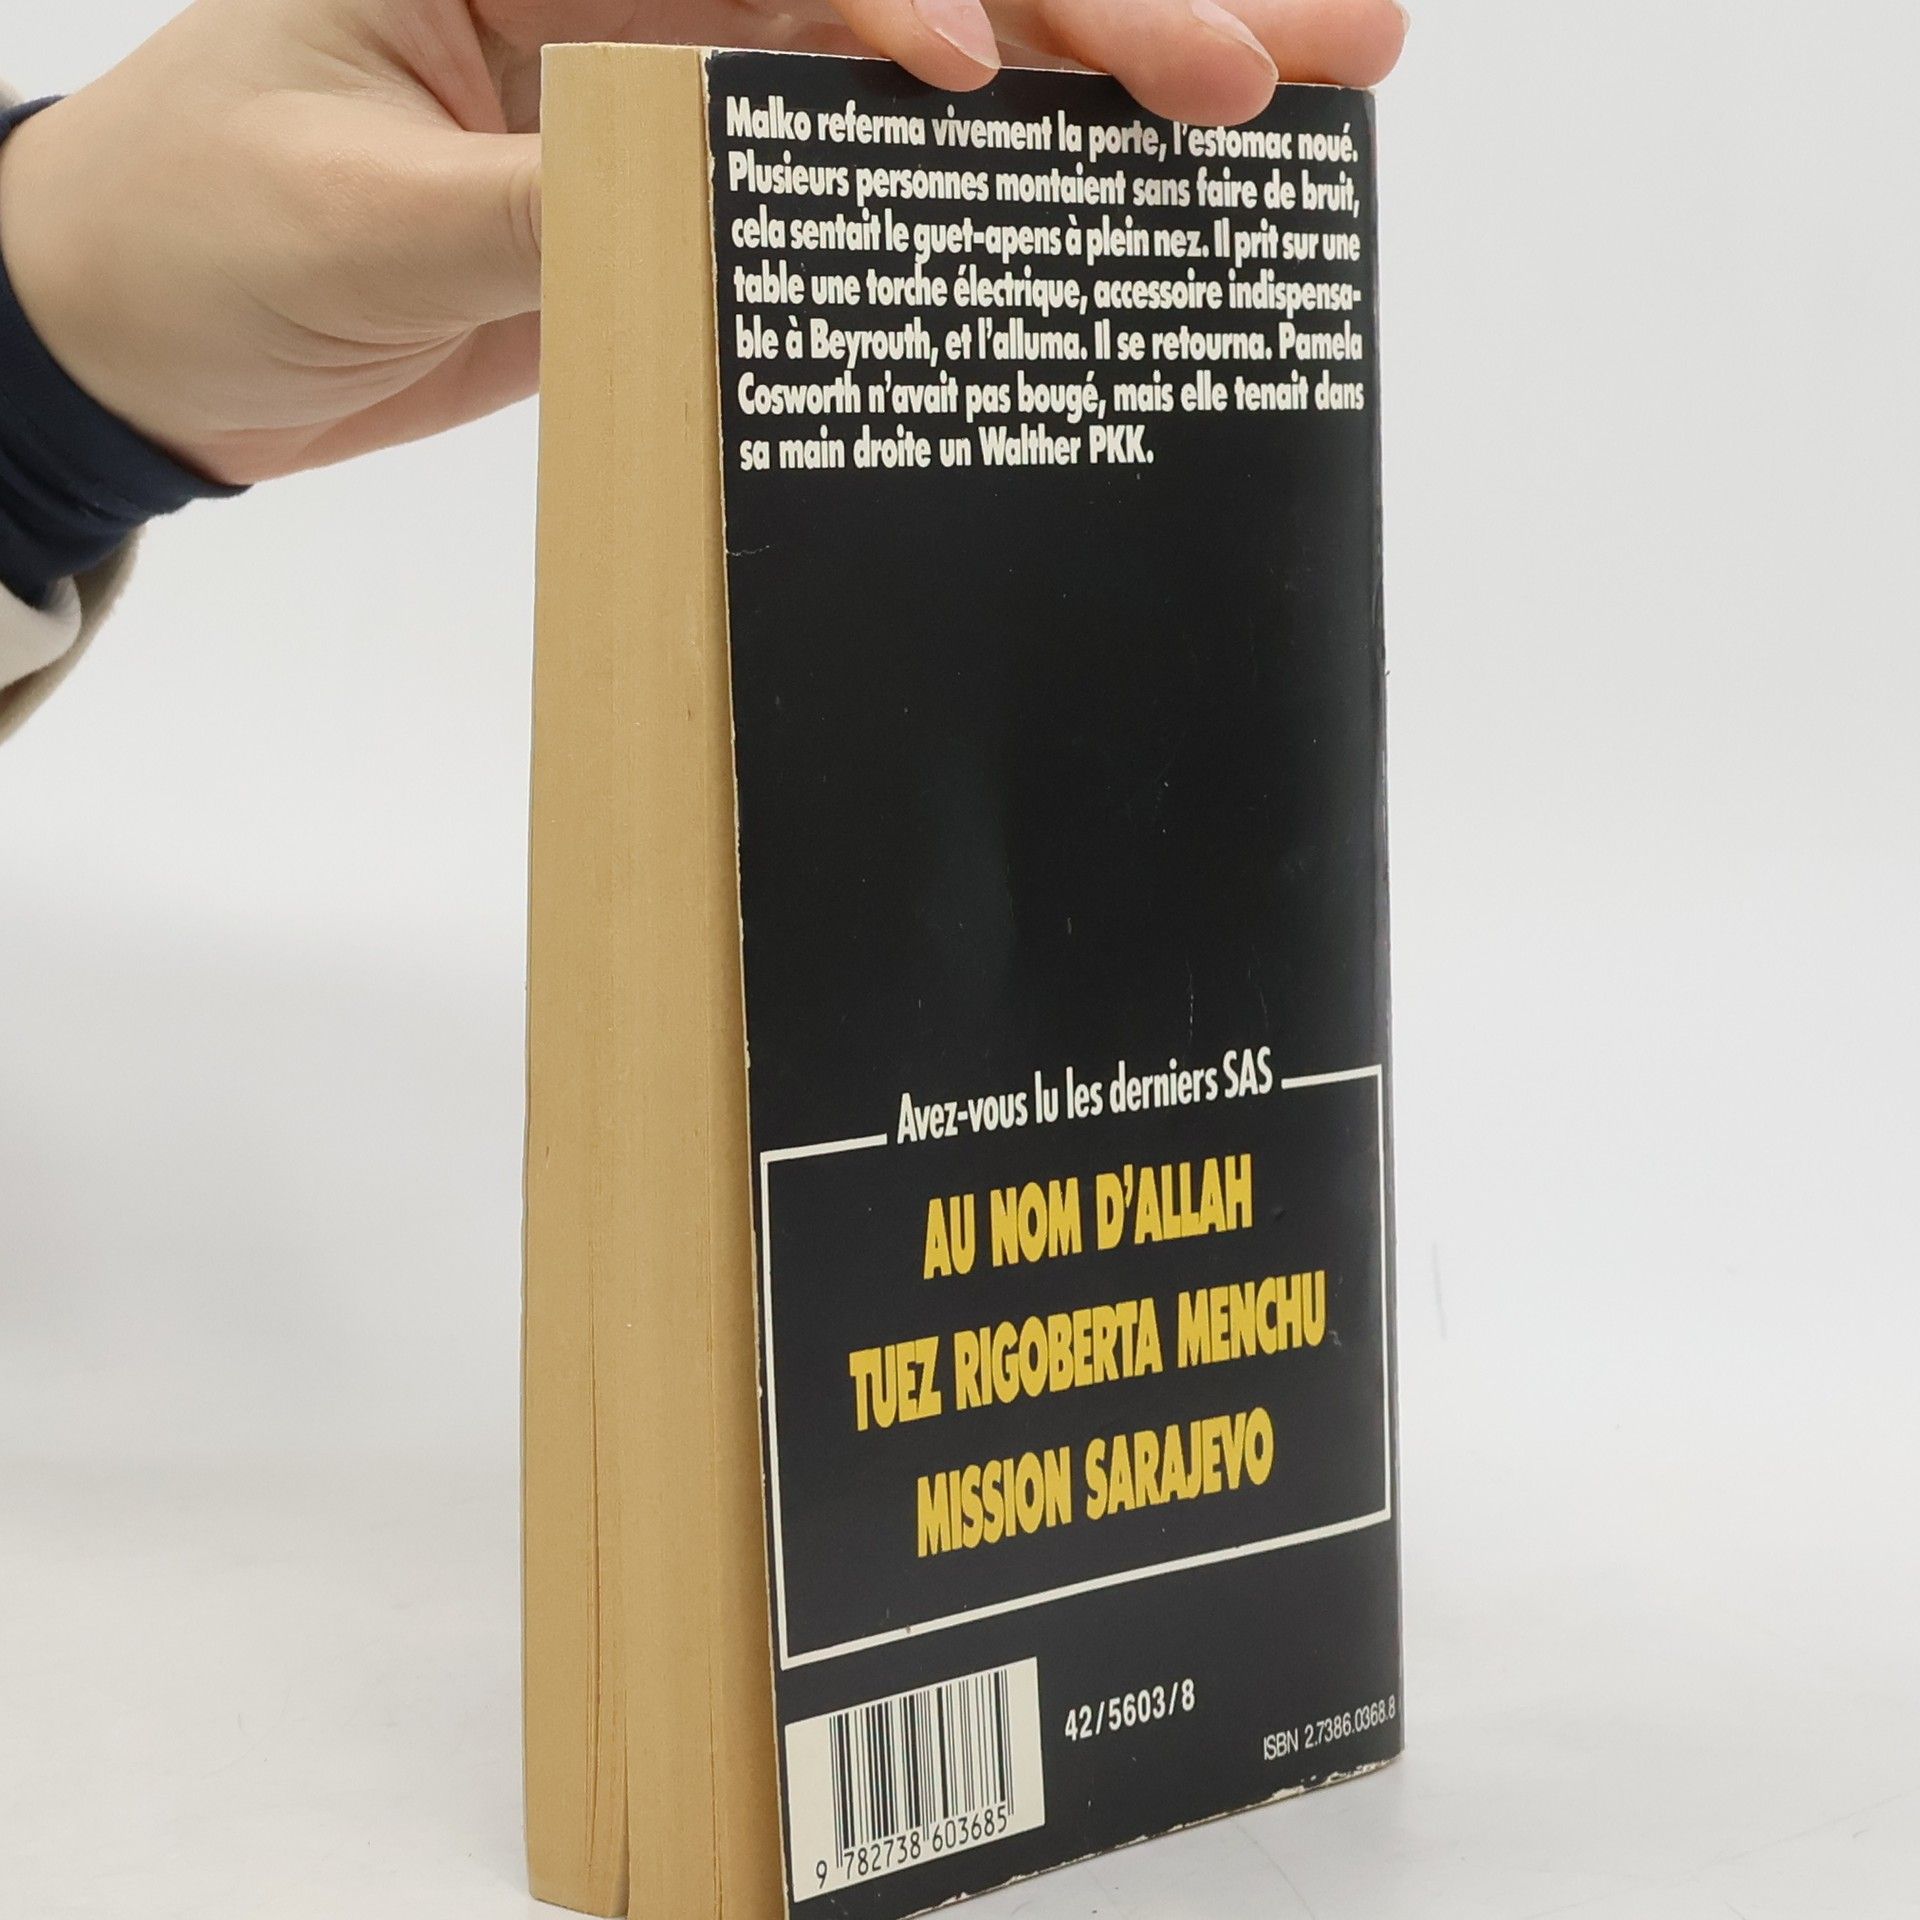 Malko referma vivement la porte, l'estomac noué.
Plusieurs personnes montaient sans faire de bruit,
cela sentait le guet-apens à plein nez. Il prit sur une
table une torche électrique, accessoire indispensa-
ble à Beyrouth, et l'alluma. Il se retourna. Pamela
Cosworth n'avait pas bougé, mais elle tenait dans
sa main droite un Walther PKK.
Avez-vous lu les derniers SAS
AU NOM D'ALLAH
TUEZ RIGOBERTA MENCHU
MISSION SARAJEVO
42/5603/8
ISBN 2.7386.0368.8
9 782738 603685